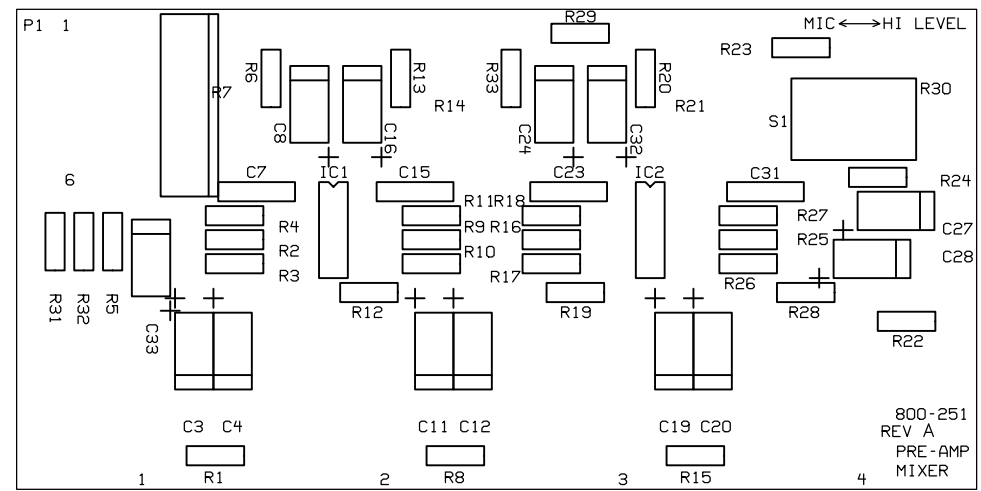 P1 1
R29
MIC HI LEVEL
R23
R6
R13
R33
R20
R7
R14
R21
R30
C8
C16
C24
C32
S1
6
C7
IC1
C15
C23
IC2
C31
R24
R11 R18
R4
R9 R16
R27
C27
R2
R10
R25
C28
R3
R17
R26
R31
R32
R5
C33
R12
R19
R28
R22
C3 C4
C11 C12
C19 C20
800-251
REV A
PRE-AMP
MIXER
R1
R8
R15
1
2
3
4